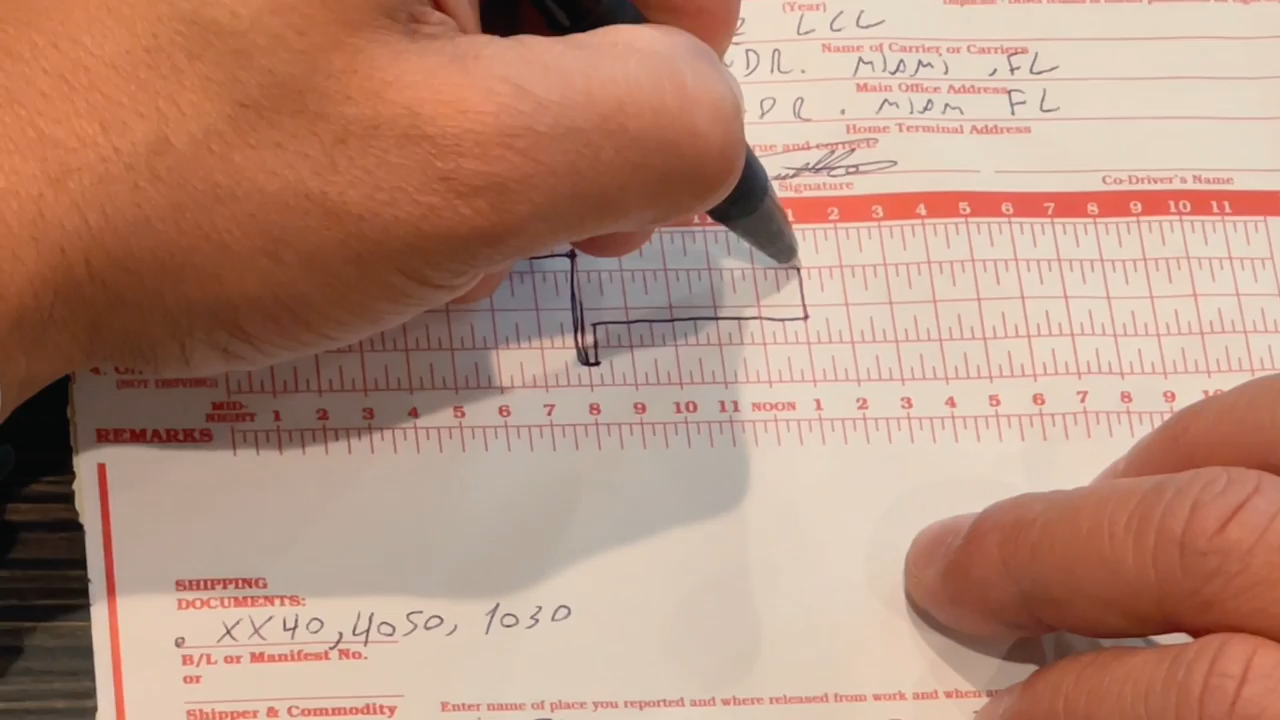 (Year)
LLC
Name of Carrier or Carriers
DR. MIAMI, FL
Main Office Address
DR. MIAM FL
Home Terminal Address
rue and correct?
Signature
Co-Driver's Name
1 2 3 4 5 6 7 8 9 10 11
(NOT DRIVING)
MID-NIGHT 1 2 3 4 5 6 7 8 9 10 11 NOON 1 2 3 4 5 6 7 8 9
REMARKS
SHIPPING
DOCUMENTS:
XX40, 4050, 1030
B/L or Manifest No.
or
Shipper & Commodity
Enter name of place you reported and where released from work and when